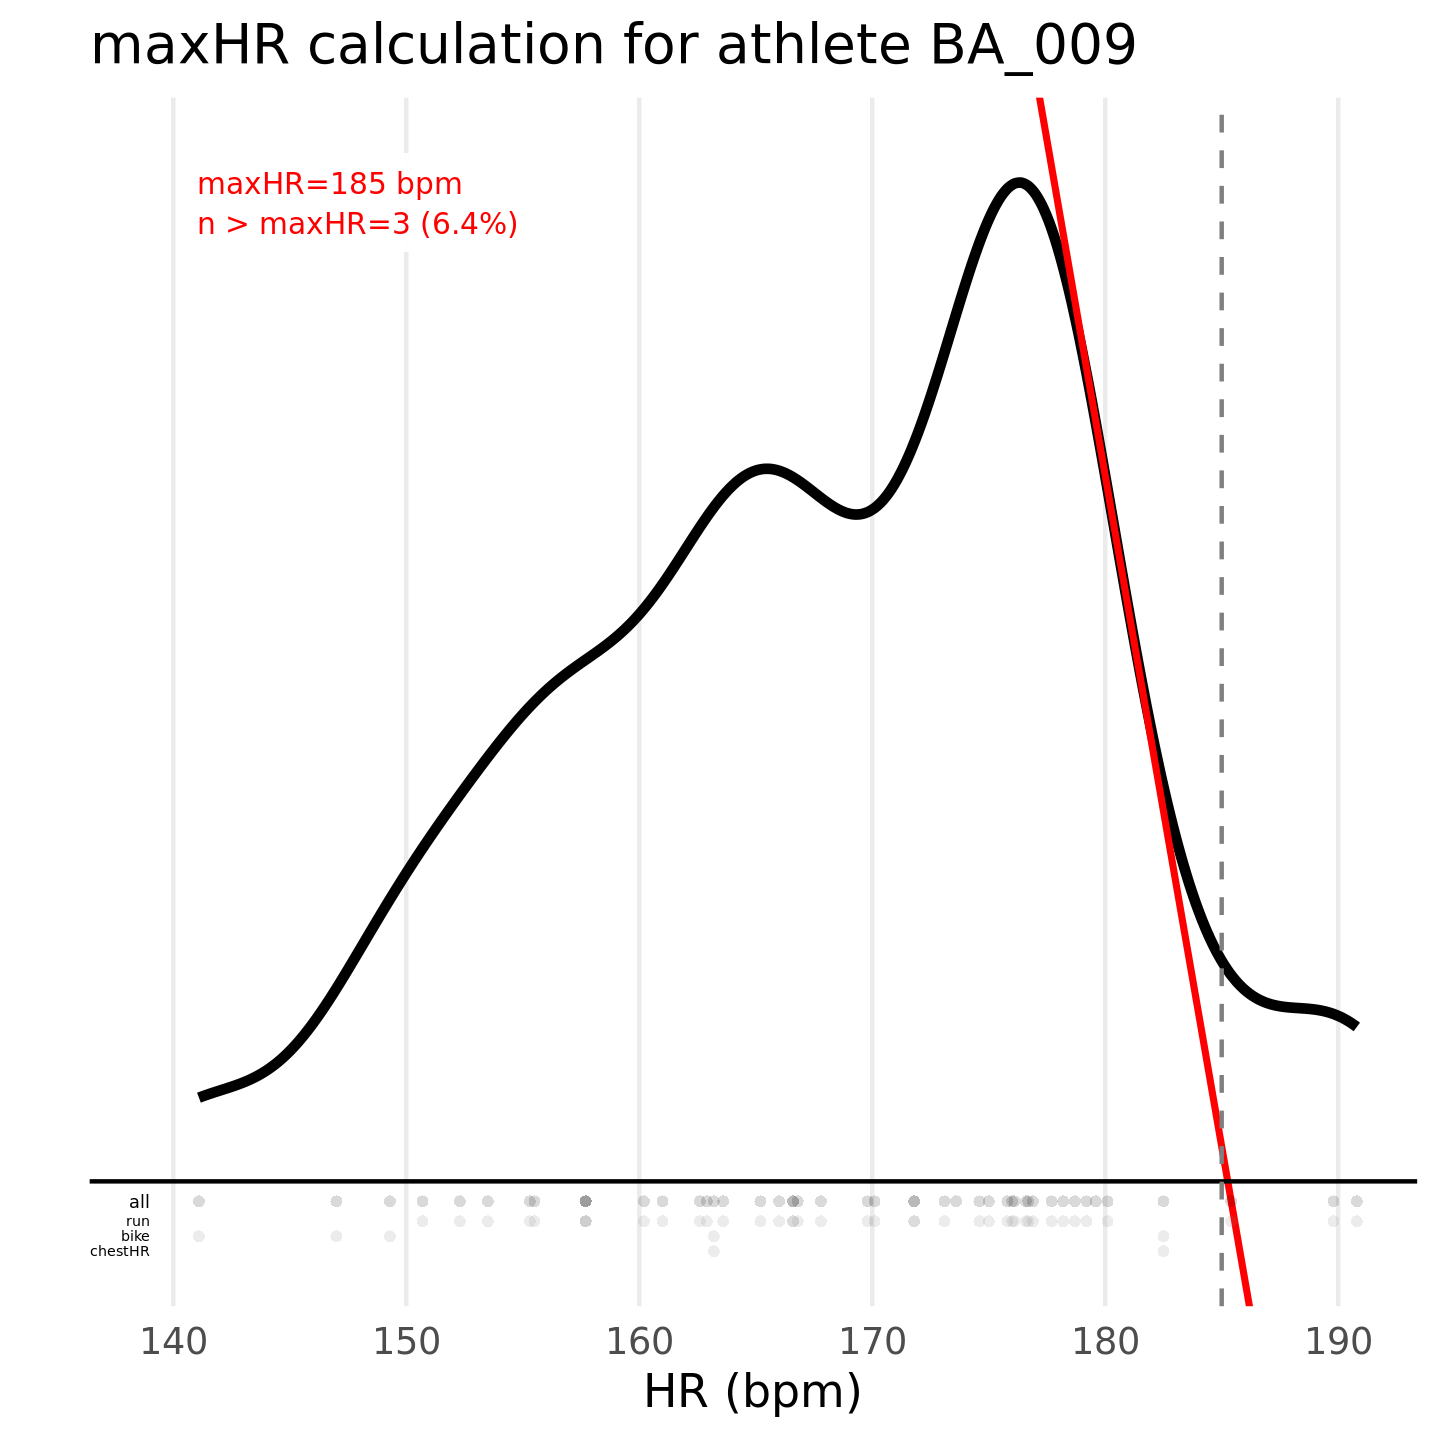 maxHR calculation for athlete BA_009
maxHR=185 bpm
n > maxHR=3 (6.4%)
all
run
bike
chestHR
140 150 160 170 180 190
HR (bpm)